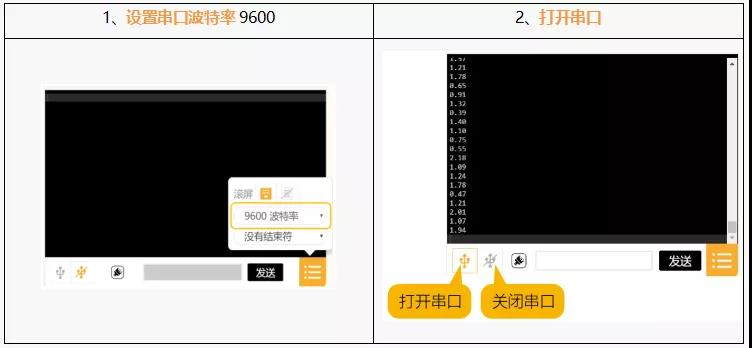 1、设置串口波特率 9600
2、打开串口
滚屏
9600 波特率
没有结束符
发送
1.21
1.78
0.65
0.91
1.32
0.39
1.40
1.10
0.75
0.55
2.18
1.09
1.24
1.78
0.47
1.21
2.01
1.07
1.94
发送
打开串口
关闭串口